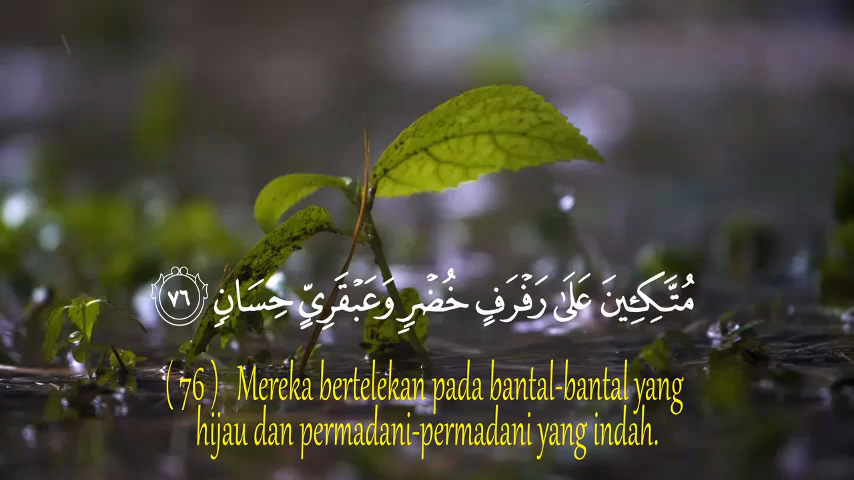 مُتَّكِـِٔينَ عَلَىٰ رَفْرَفٍ خُضْرٍ وَعَبْقَرِىٍّ حِسَانٍ ٧٦
( 76 ) Mereka bertelekan pada bantal-bantal yang
hijau dan permadani-permadani yang indah.